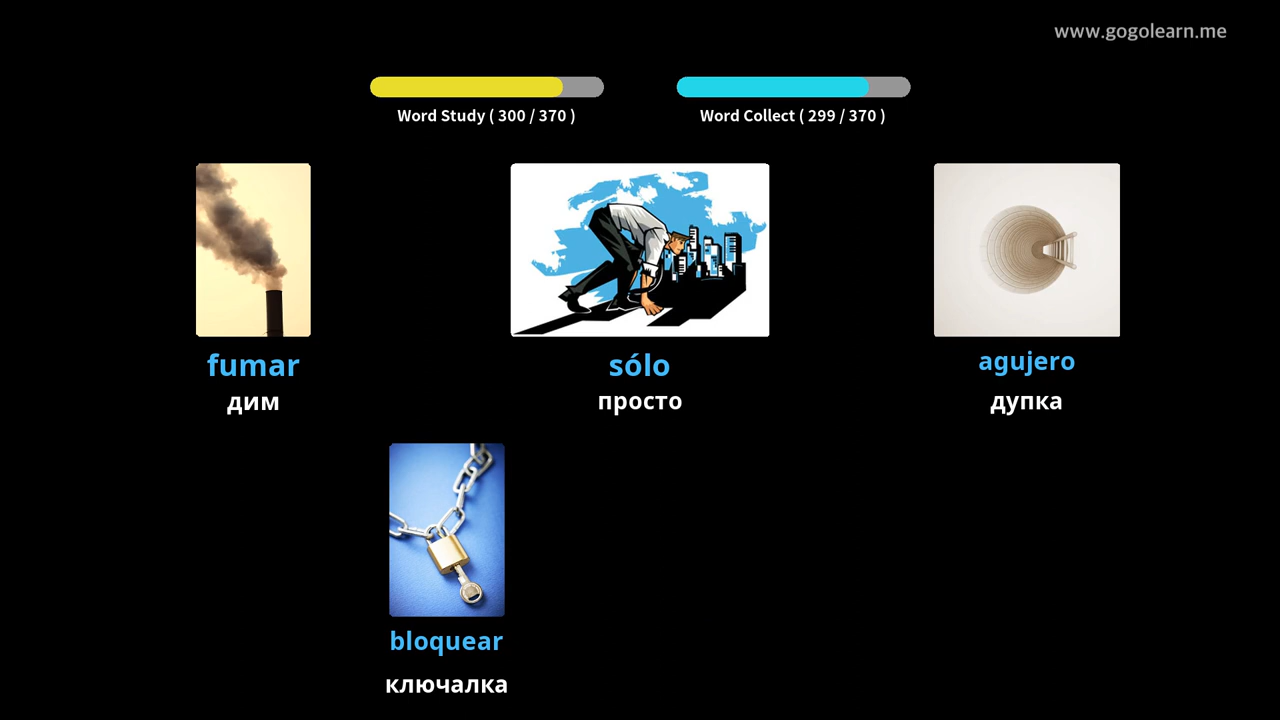 www.gogolearn.me
Word Study ( 300 / 370 )
Word Collect ( 299 / 370 )
fumar
дим
sólo
просто
agujero
дупка
bloquear
ключалка